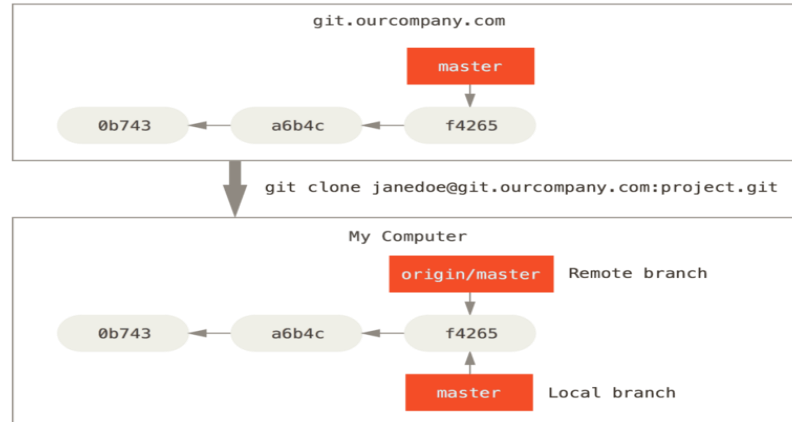 git.ourcompany.com
master
0b743 a6b4c f4265
git clone janedoe@git.ourcompany.com:project.git
My Computer
origin/master Remote branch
0b743 a6b4c f4265
master Local branch